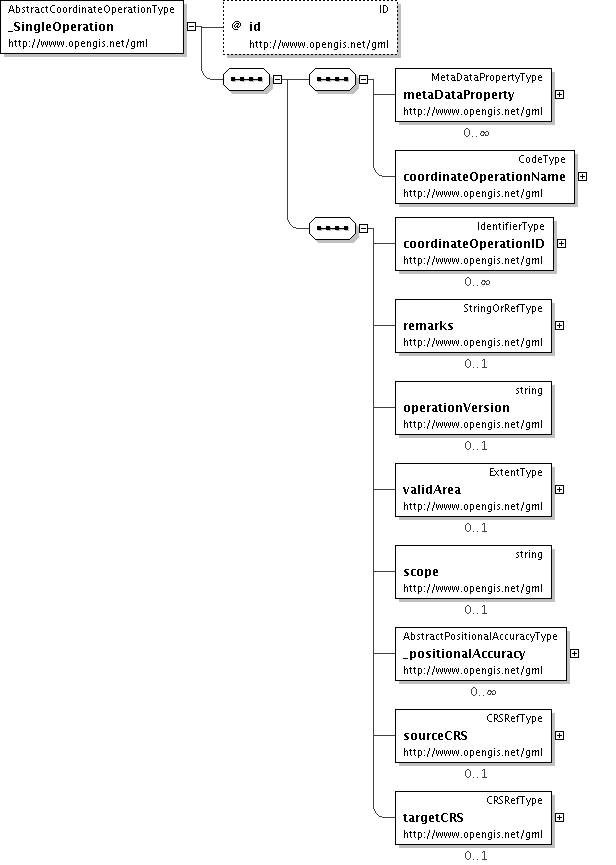 AbstractCoordinateOperationType
_SingleOperation
http://www.opengis.net/gml
ID
@ id
http://www.opengis.net/gml
MetaDataPropertyType
metaDataProperty
http://www.opengis.net/gml
0..∞
CodeType
coordinateOperationName
http://www.opengis.net/gml
IdentifierType
coordinateOperationID
http://www.opengis.net/gml
0..∞
StringOrRefType
remarks
http://www.opengis.net/gml
0..1
string
operationVersion
http://www.opengis.net/gml
0..1
ExtentType
validArea
http://www.opengis.net/gml
0..1
string
scope
http://www.opengis.net/gml
0..1
AbstractPositionalAccuracyType
_positionalAccuracy
http://www.opengis.net/gml
0..∞
CRSRefType
sourceCRS
http://www.opengis.net/gml
0..1
CRSRefType
targetCRS
http://www.opengis.net/gml
0..1